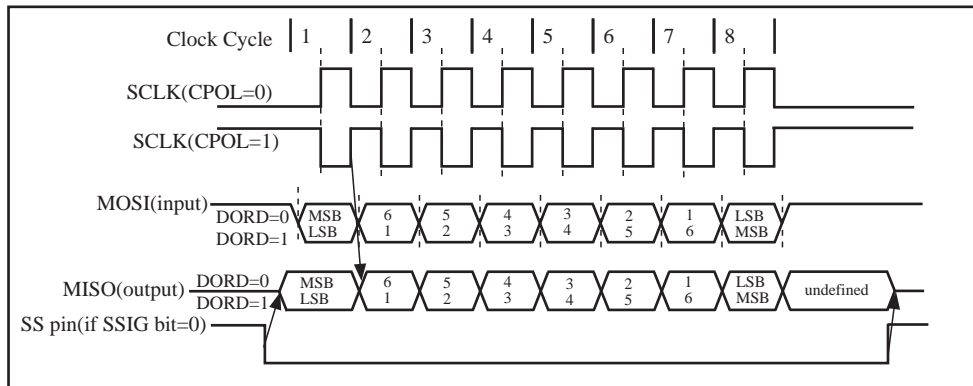 Clock Cycle 1 2 3 4 5 6 7 8
SCLK(CPOL=0)
SCLK(CPOL=1)
MOSI(input)
DORD=0 MSB 6 5 4 3 2 1 LSB
DORD=1 LSB 1 2 3 4 5 6 MSB
MISO(output)
DORD=0 MSB 6 5 4 3 2 1 LSB undefined
DORD=1 LSB 1 2 3 4 5 6 MSB
SS pin(if SSIG bit=0)